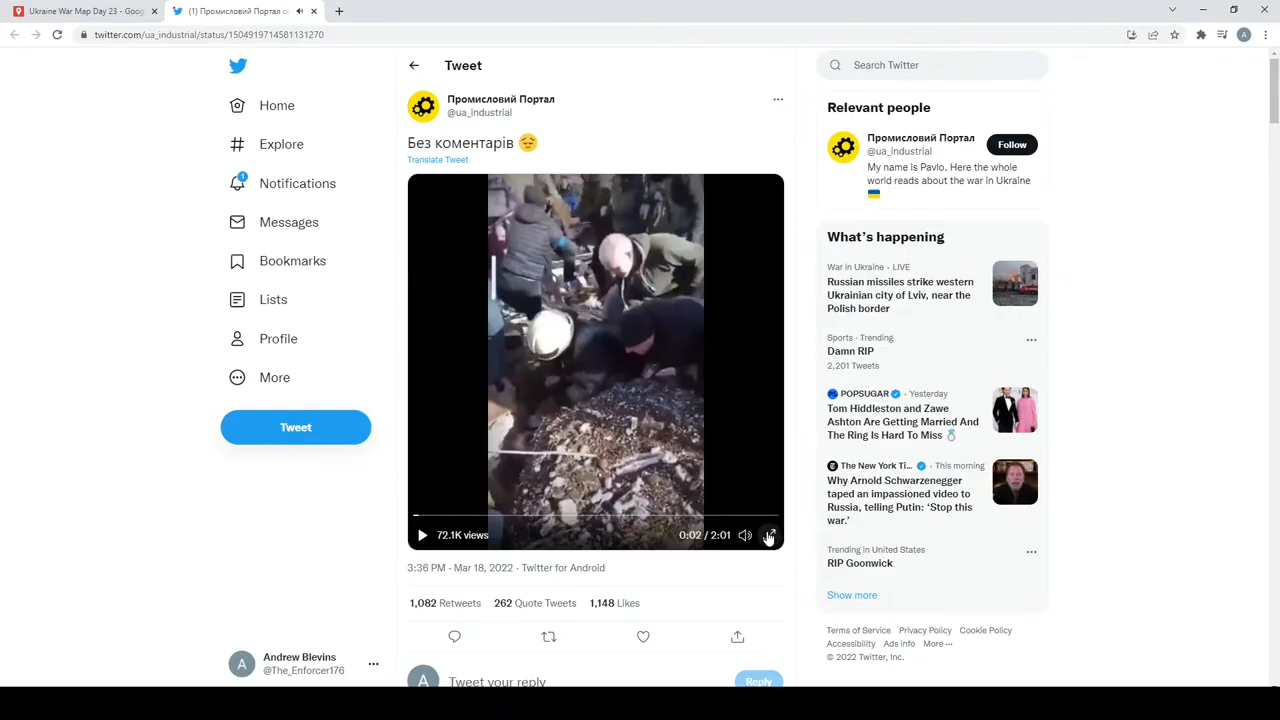 Ukraine War Map Day 23 - Goog
(1) Промисловий Портал о
twitter.com/ua_industrial/status/1504919714581131270
A
Home
Explore
1
Notifications
Messages
Bookmarks
Lists
Profile
More
Tweet
A
Andrew Blevins
@The_Enforcer176
Tweet
Промисловий Портал
@ua_industrial
Без коментарів 😔
Translate Tweet
72.1K views
0:02 / 2:01
3:36 PM · Mar 18, 2022 · Twitter for Android
1,082 Retweets 262 Quote Tweets 1,148 Likes
A
Tweet your reply
Reply
Search Twitter
Relevant people
Промисловий Портал
@ua_industrial
Follow
My name is Pavlo. Here the whole
world reads about the war in Ukraine
🇺🇦
What's happening
War in Ukraine · LIVE
Russian missiles strike western
Ukrainian city of Lviv, near the
Polish border
Sports · Trending
Damn RIP
2,201 Tweets
POPSUGAR · Yesterday
Tom Hiddleston and Zawe
Ashton Are Getting Married And
The Ring Is Hard To Miss 💍
The New York Ti... · This morning
Why Arnold Schwarzenegger
taped an impassioned video to
Russia, telling Putin: ‘Stop this
war.’
Trending in United States
RIP Goonwick
Show more
Terms of Service Privacy Policy Cookie Policy
Accessibility Ads info More ···
© 2022 Twitter, Inc.